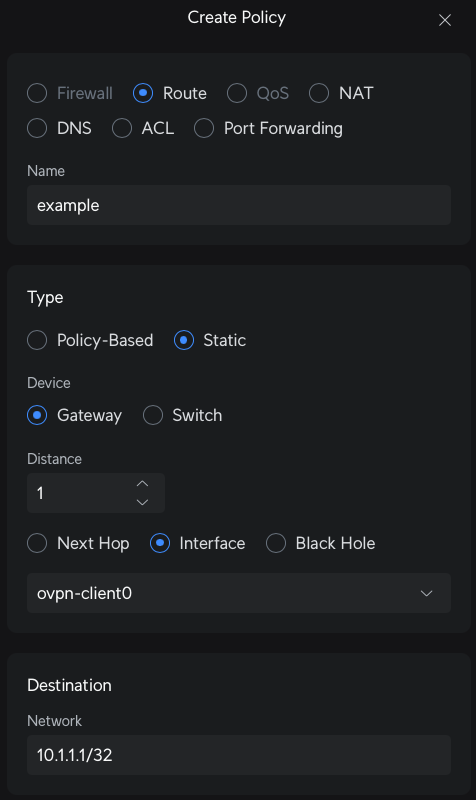 Create Policy
Firewall Route QoS NAT
DNS ACL Port Forwarding
Name
example
Type
Policy-Based Static
Device
Gateway Switch
Distance
1
Next Hop Interface Black Hole
ovpn-client0
Destination
Network
10.1.1.1/32